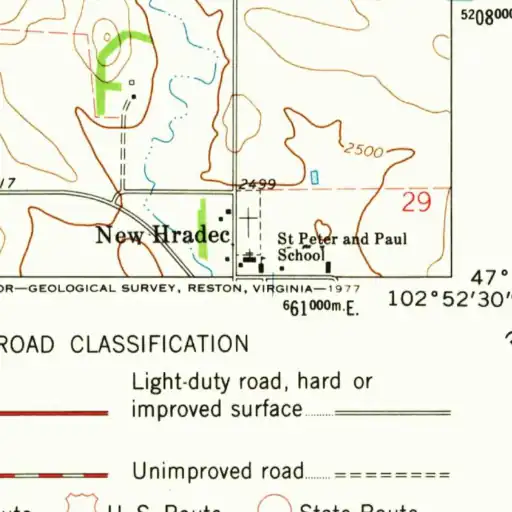 5208000
2500
17
2499
29
New Hradec
St Peter and Paul
School
47°
OR—GEOLOGICAL SURVEY, RESTON, VIRGINIA—1977
661000m.E.
102°52'30"
ROAD CLASSIFICATION
Light-duty road, hard or
improved surface
Unimproved road
U. S. Route
State Route